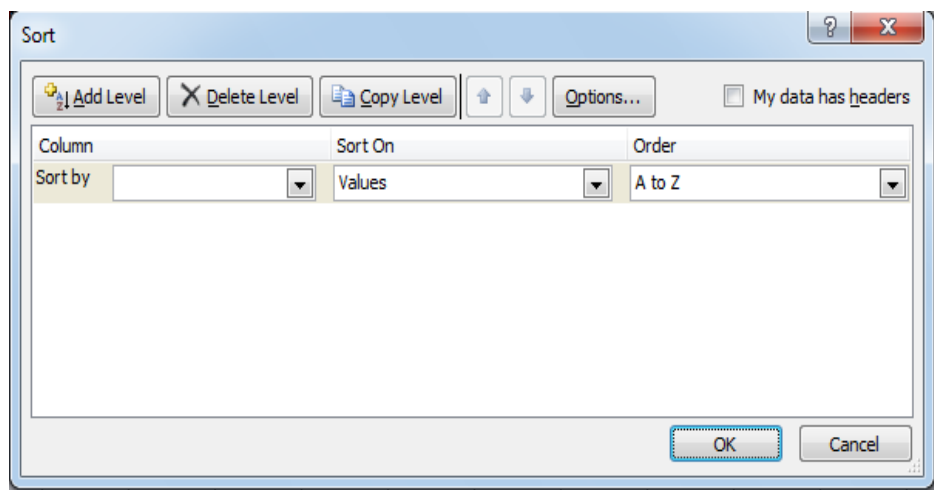 Sort
Add Level Delete Level Copy Level Options... My data has headers
Column Sort On Order
Sort by Values A to Z
OK Cancel